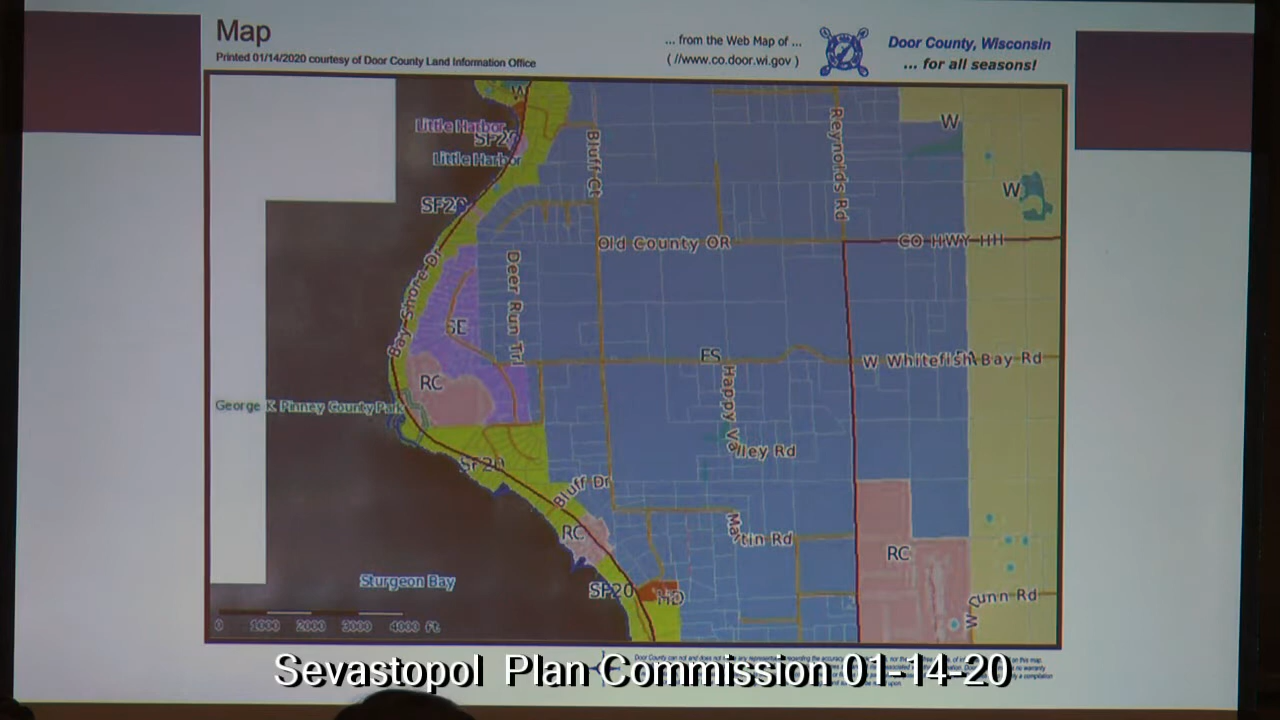 Map
Printed 01/14/2020 courtesy of Door County Land Information Office
... from the Web Map of ...
( //www.co.door.wi.gov )
Door County, Wisconsin
... for all seasons!
W
Little Harbor
SF20
Little Harbor
Bluff Ct
Reynolds Rd
W
W
SF20
Old County OR
CO HWY HH
Bay Shore Dr
Deer Run Trl
SE
ES
W Whitefish Bay Rd
RC
George K Pinney County Park
Happy Valley Rd
SF20
Bluff Dr
RC
Martin Rd
RC
Sturgeon Bay
SF20
HD
Gunn Rd
W
0 1000 2000 3000 4000 ft.
Sevastopol Plan Commission 01-14-20